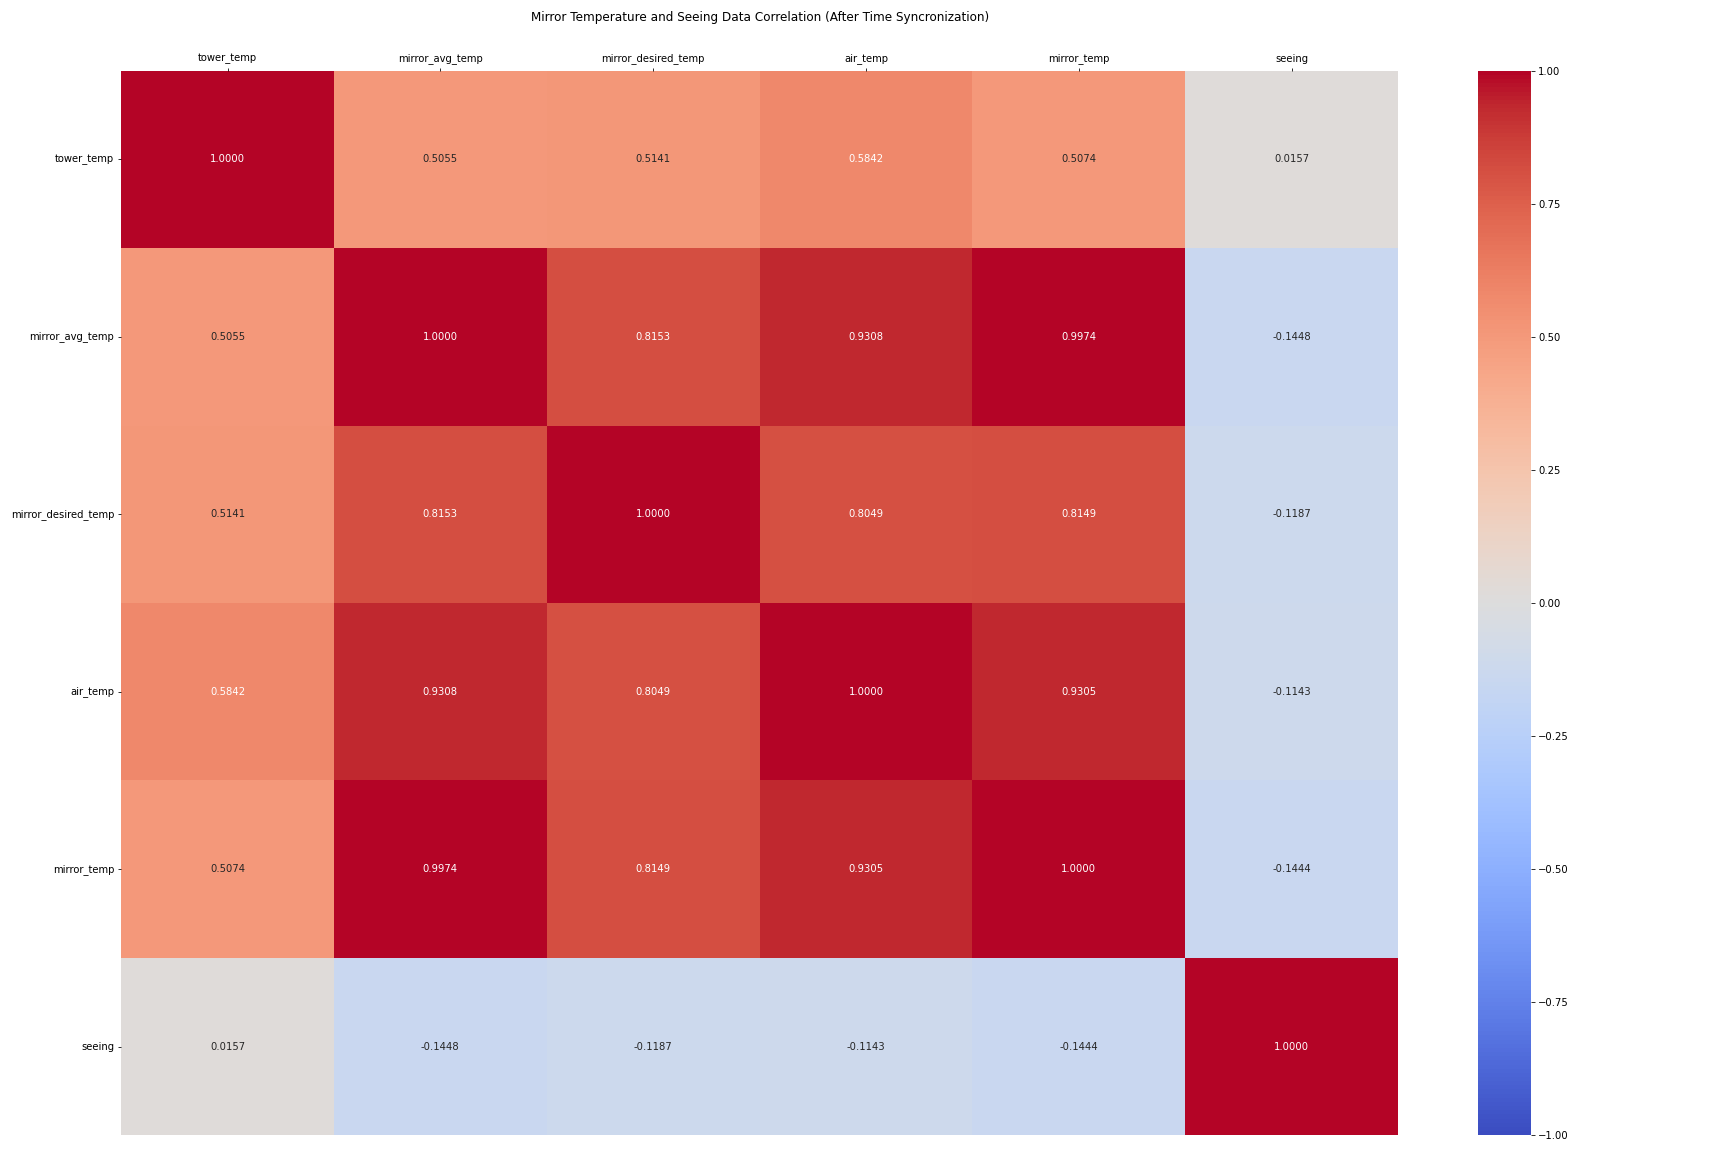 Mirror Temperature and Seeing Data Correlation (After Time Syncronization)
tower_temp mirror_avg_temp mirror_desired_temp air_temp mirror_temp seeing
tower_temp 1.0000 0.5055 0.5141 0.5842 0.5074 0.0157
mirror_avg_temp 0.5055 1.0000 0.8153 0.9308 0.9974 -0.1448
mirror_desired_temp 0.5141 0.8153 1.0000 0.8049 0.8149 -0.1187
air_temp 0.5842 0.9308 0.8049 1.0000 0.9305 -0.1143
mirror_temp 0.5074 0.9974 0.8149 0.9305 1.0000 -0.1444
seeing 0.0157 -0.1448 -0.1187 -0.1143 -0.1444 1.0000
1.00
0.75
0.50
0.25
0.00
−0.25
−0.50
−0.75
−1.00